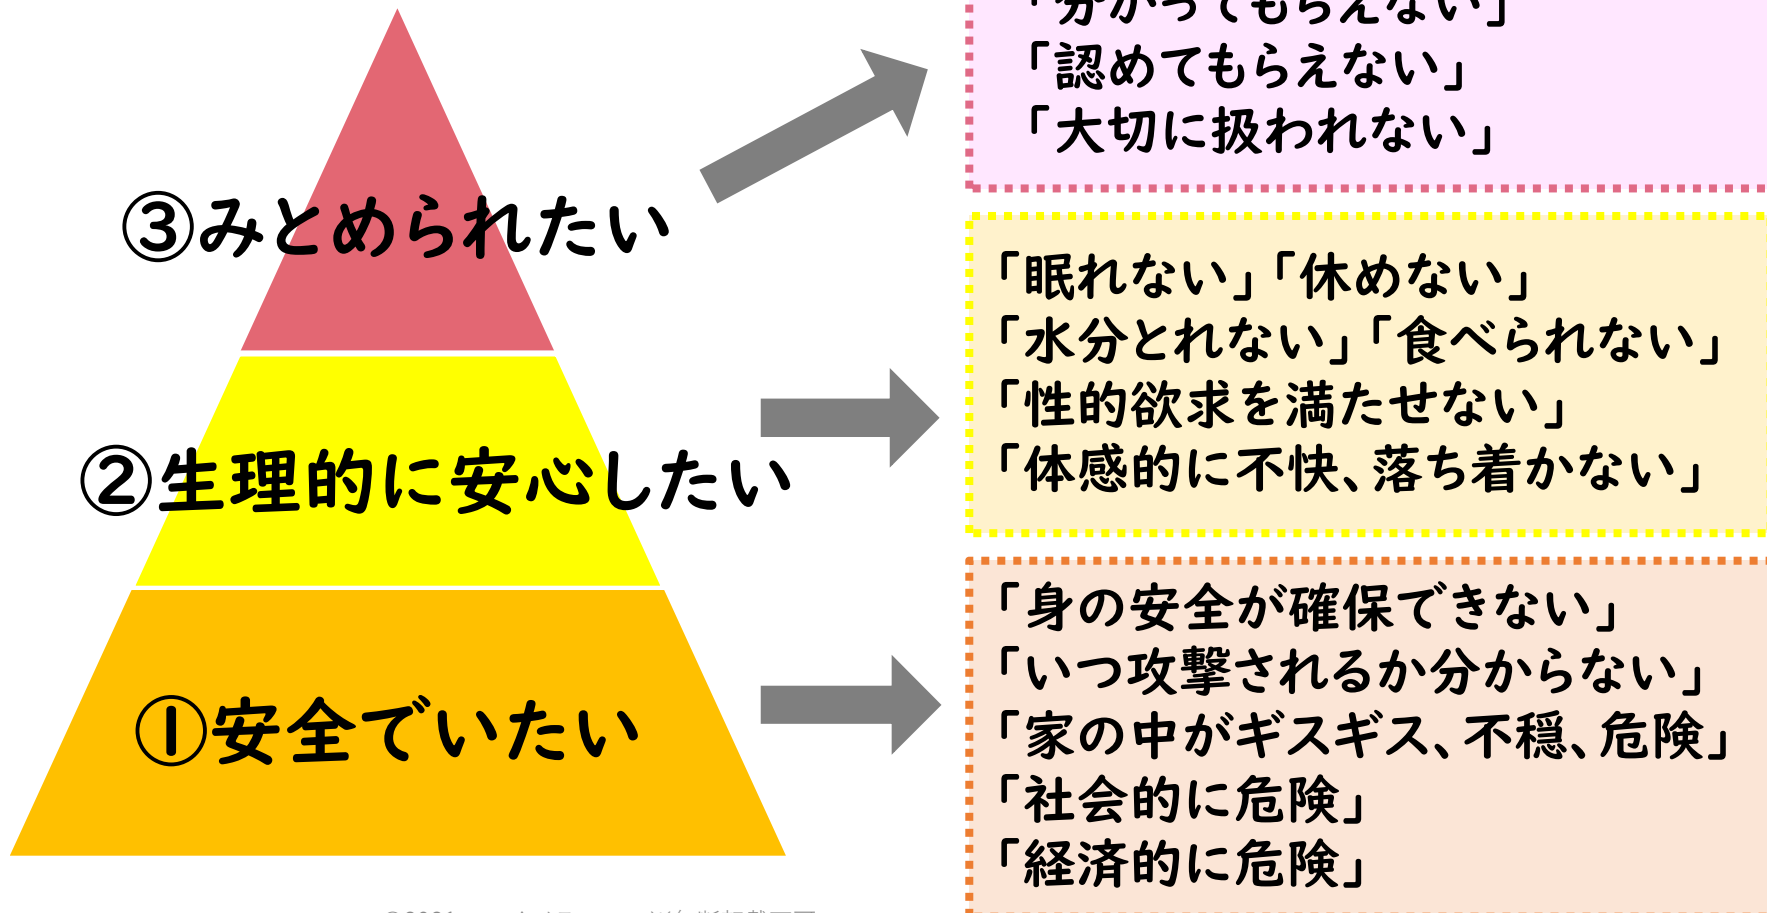 「分かってもらえない」
「認めてもらえない」
「大切に扱われない」
③みとめられたい
「眠れない」「休めない」
「水分とれない」「食べられない」
「性的欲求を満たせない」
「体感的に不快、落ち着かない」
②生理的に安心したい
「身の安全が確保できない」
「いつ攻撃されるか分からない」
「家の中がギスギス、不穏、危険」
「社会的に危険」
「経済的に危険」
①安全でいたい